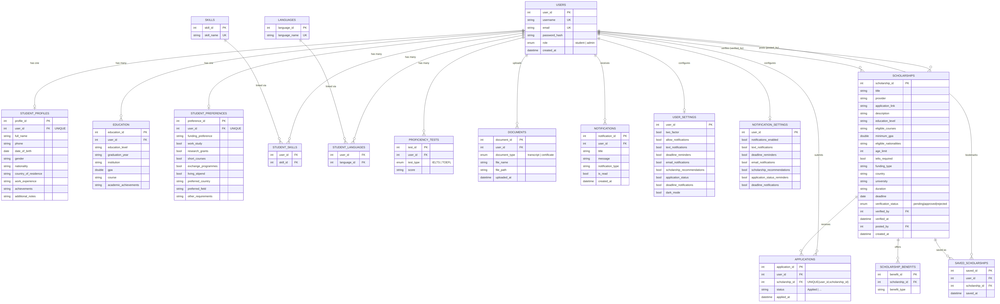 USERS
int user_id PK
string username UK
string email UK
string password_hash
enum role student | admin
datetime created_at
SKILLS
int skill_id PK
string skill_name UK
LANGUAGES
int language_id PK
string language_name UK
has one
has many
has one
has many
has many
has many
uploads
receives
configures
configures
verifies (verified_by)
posts (posted_by)
linked via
linked via
submits
bookmarks
receives
offers
saved as
STUDENT_PROFILES
int profile_id PK
int user_id FK UNIQUE
string full_name
string phone
date date_of_birth
string gender
string nationality
string country_of_residence
string work_experience
string achievements
string additional_notes
EDUCATION
int education_id PK
int user_id FK
string education_level
string graduation_year
string institution
double gpa
string course
string academic_achievements
STUDENT_PREFERENCES
int preference_id PK
int user_id FK UNIQUE
string funding_preference
bool work_study
bool research_grants
bool short_courses
bool exchange_programmes
bool living_stipend
string preferred_country
string preferred_field
string other_requirements
STUDENT_SKILLS
int user_id FK
int skill_id FK
STUDENT_LANGUAGES
int user_id FK
int language_id FK
PROFICIENCY_TESTS
int test_id PK
int user_id FK
enum test_type IELTS | TOEFL
string score
DOCUMENTS
int document_id PK
int user_id FK
enum document_type transcript | certificate
string file_name
string file_path
datetime uploaded_at
NOTIFICATIONS
int notification_id PK
int user_id FK
string title
string message
string notification_type
bool is_read
datetime created_at
USER_SETTINGS
int user_id PK
bool two_factor
bool allow_notifications
bool text_notifications
bool deadline_reminders
bool email_notifications
bool scholarship_recommendations
bool application_status
bool deadline_notifications
bool dark_mode
NOTIFICATION_SETTINGS
int user_id PK
bool notifications_enabled
bool text_notifications
bool deadline_reminders
bool email_notifications
bool scholarship_recommendations
bool application_status_reminders
bool deadline_notifications
SCHOLARSHIPS
int scholarship_id PK
string title
string provider
string application_link
string description
string education_level
string eligible_courses
double minimum_gpa
string eligible_nationalities
int age_limit
bool ielts_required
string funding_type
string country
string university
string duration
date deadline
enum verification_status pending|approved|rejected
int verified_by FK
datetime verified_at
int posted_by FK
datetime created_at
APPLICATIONS
int application_id PK
int user_id FK
int scholarship_id FK UNIQUE(user_id,scholarship_id)
string status Applied | ...
datetime applied_at
SCHOLARSHIP_BENEFITS
int benefit_id PK
int scholarship_id FK
string benefit_type
SAVED_SCHOLARSHIPS
int saved_id PK
int user_id FK
int scholarship_id FK
datetime saved_at